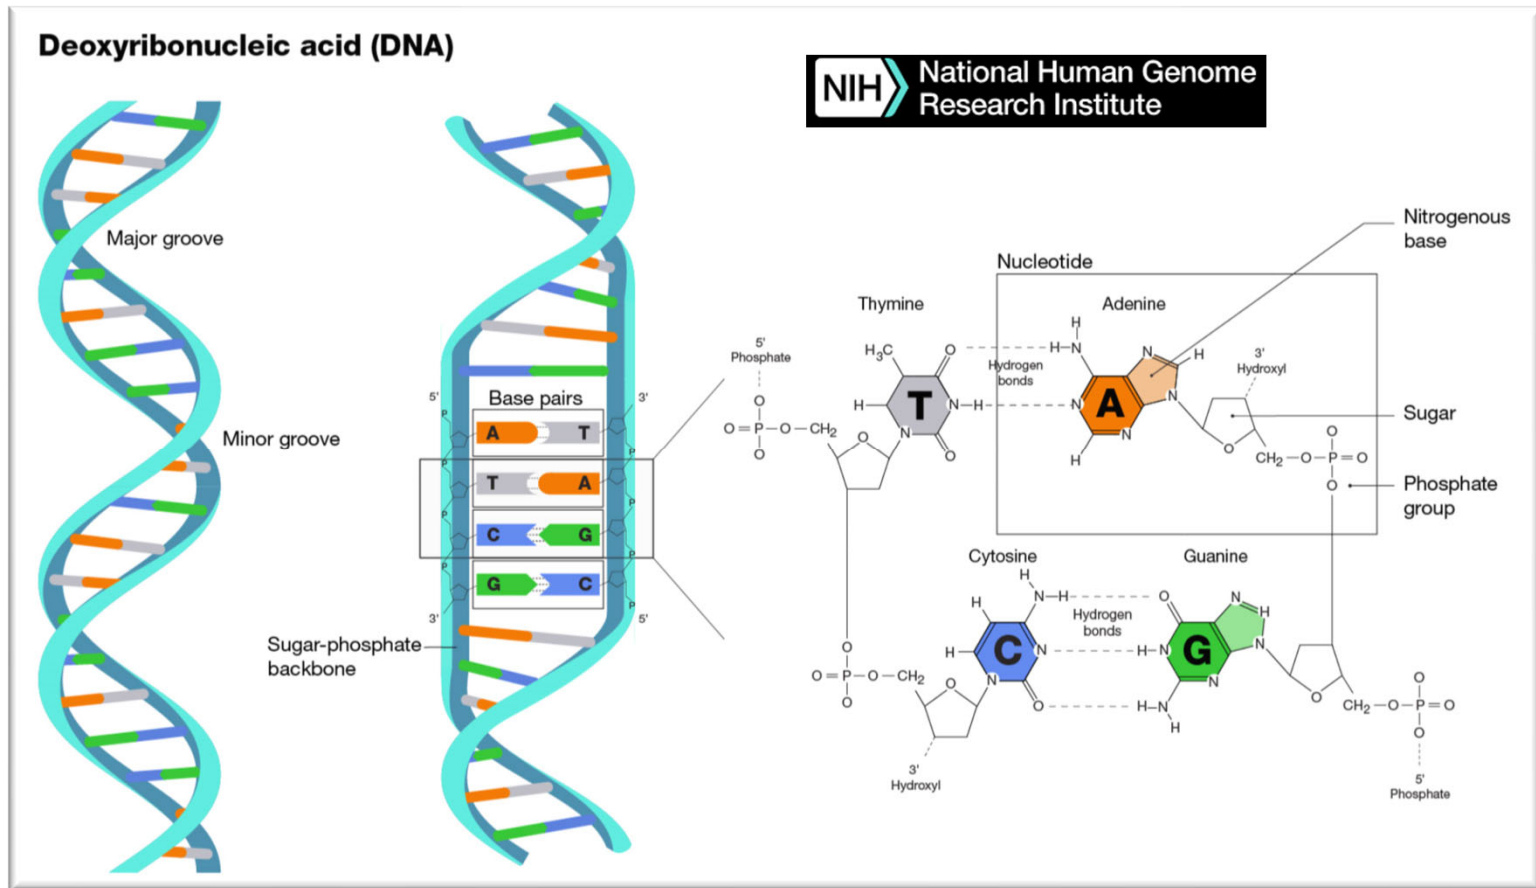 Deoxyribonucleic acid (DNA)
NIH
National Human Genome
Research Institute
Major groove
Minor groove
Sugar-phosphate
backbone
5'
3'
Base pairs
A T
T A
C G
G C
3'
5'
P
P
P
P
P
P
P
P
Nucleotide
Nitrogenous
base
Sugar
Phosphate
group
Thymine
Adenine
5'
Phosphate
3'
Hydroxyl
Hydrogen
bonds
H₃C
O
H
H–N
N
H
H
N–H
N
N
N
H
N
O
T
A
O
O=P–O–CH₂
O
O
O
CH₂–O–P=O
O
O
Cytosine
Guanine
Hydrogen
bonds
H
N–H
O
N
H
H
H
N
H–N
N
N
N
O
H–N
H
C
G
O
O=P–O–CH₂
O
O
O
CH₂–O–P=O
O
O
3'
Hydroxyl
5'
Phosphate